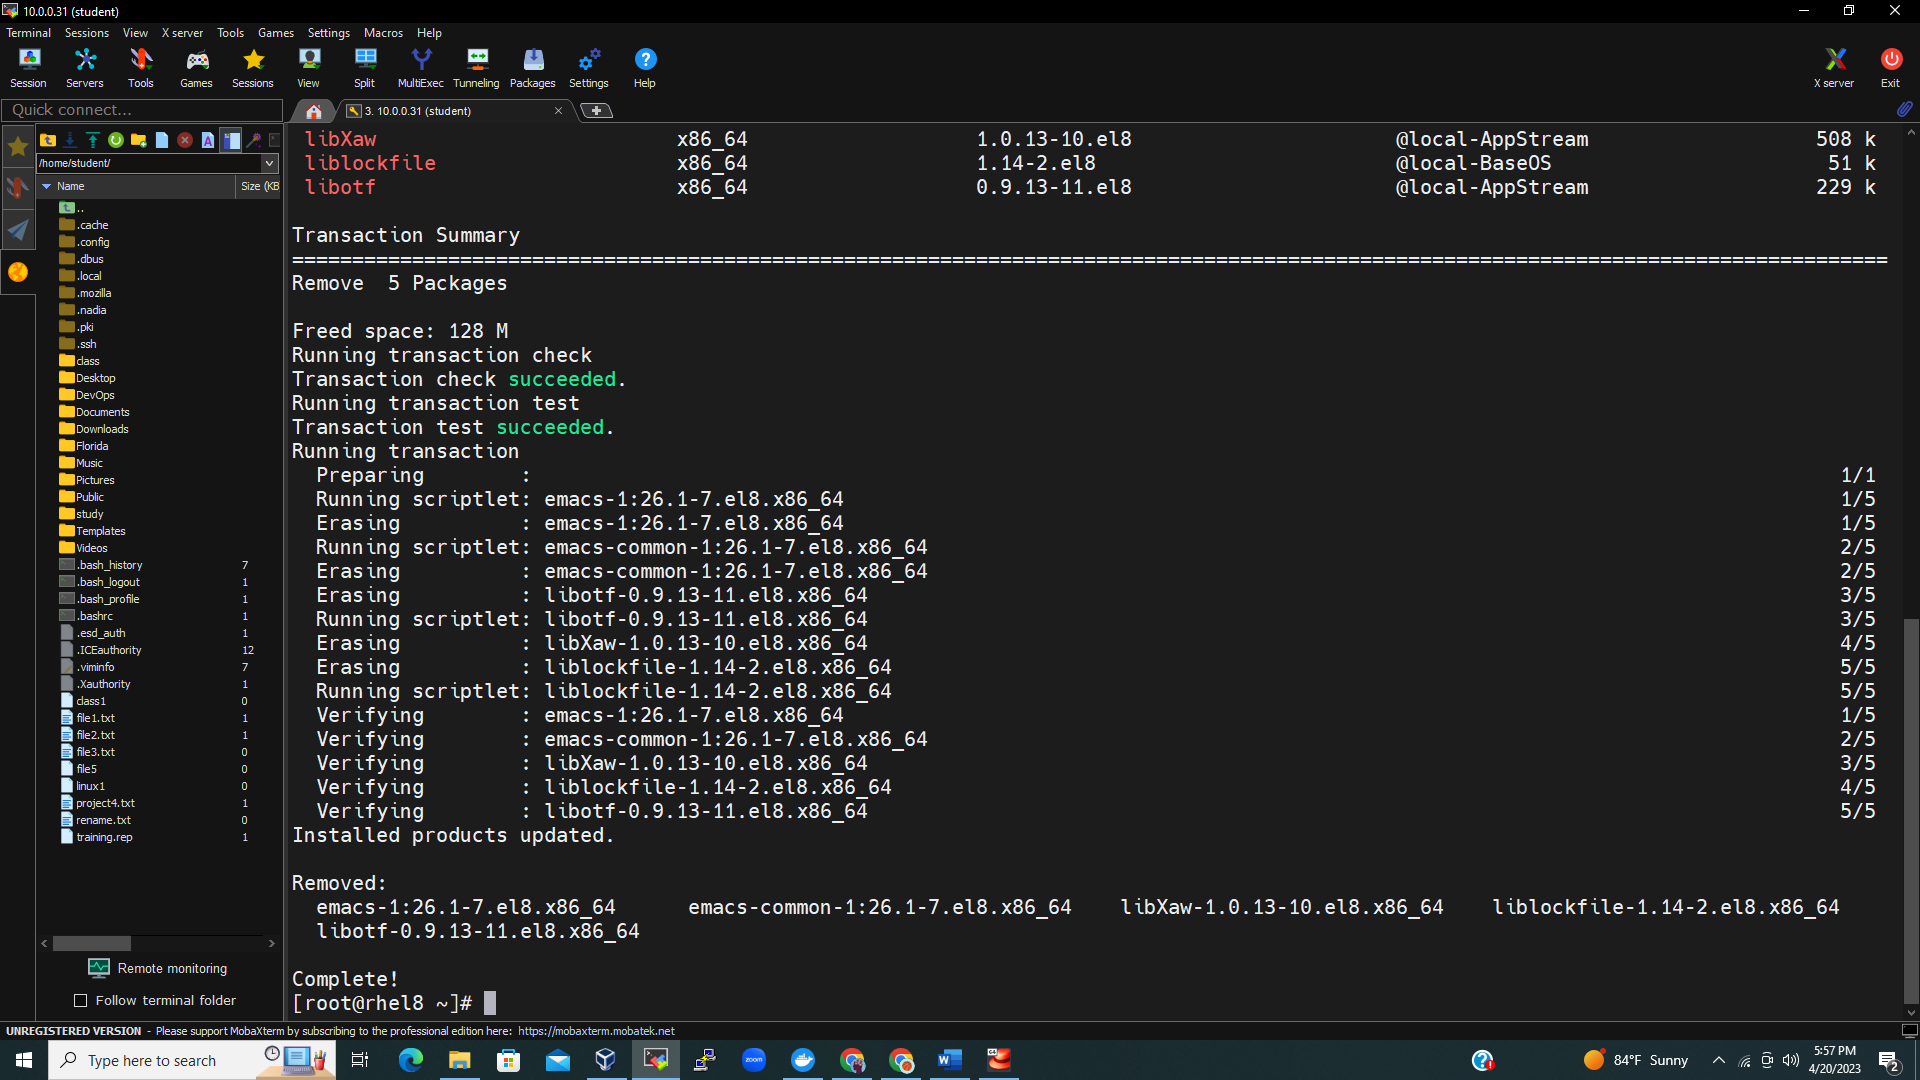 10.0.0.31 (student)
Terminal Sessions View X server Tools Games Settings Macros Help
Session Servers Tools Games Sessions View Split MultiExec Tunneling Packages Settings Help X server Exit
Quick connect...
3. 10.0.0.31 (student)
/home/student/
Name Size (KB
..
.cache
.config
.dbus
.local
.mozilla
.nadia
.pki
.ssh
class
Desktop
DevOps
Documents
Downloads
Florida
Music
Pictures
Public
study
Templates
Videos
.bash_history 7
.bash_logout 1
.bash_profile 1
.bashrc 1
.esd_auth 1
.ICEauthority 12
.viminfo 7
.Xauthority 1
class1 0
file1.txt 1
file2.txt 1
file3.txt 0
file5 0
linux1 0
project4.txt 1
rename.txt 0
training.rep 1
Remote monitoring
Follow terminal folder
libXaw x86_64 1.0.13-10.el8 @local-AppStream 508 k
liblockfile x86_64 1.14-2.el8 @local-BaseOS 51 k
libotf x86_64 0.9.13-11.el8 @local-AppStream 229 k
Transaction Summary
=====================================================================================================================================
Remove  5 Packages
Freed space: 128 M
Running transaction check
Transaction check succeeded.
Running transaction test
Transaction test succeeded.
Running transaction
Preparing : 1/1
Running scriptlet: emacs-1:26.1-7.el8.x86_64 1/5
Erasing : emacs-1:26.1-7.el8.x86_64 1/5
Running scriptlet: emacs-common-1:26.1-7.el8.x86_64 2/5
Erasing : emacs-common-1:26.1-7.el8.x86_64 2/5
Erasing : libotf-0.9.13-11.el8.x86_64 3/5
Running scriptlet: libotf-0.9.13-11.el8.x86_64 3/5
Erasing : libXaw-1.0.13-10.el8.x86_64 4/5
Erasing : liblockfile-1.14-2.el8.x86_64 5/5
Running scriptlet: liblockfile-1.14-2.el8.x86_64 5/5
Verifying : emacs-1:26.1-7.el8.x86_64 1/5
Verifying : emacs-common-1:26.1-7.el8.x86_64 2/5
Verifying : libXaw-1.0.13-10.el8.x86_64 3/5
Verifying : liblockfile-1.14-2.el8.x86_64 4/5
Verifying : libotf-0.9.13-11.el8.x86_64 5/5
Installed products updated.
Removed:
emacs-1:26.1-7.el8.x86_64 emacs-common-1:26.1-7.el8.x86_64 libXaw-1.0.13-10.el8.x86_64 liblockfile-1.14-2.el8.x86_64
libotf-0.9.13-11.el8.x86_64
Complete!
[root@rhel8 ~]#
UNREGISTERED VERSION - Please support MobaXterm by subscribing to the professional edition here: https://mobaxterm.mobatek.net
Type here to search
zoom
84°F Sunny
5:57 PM
4/20/2023
2